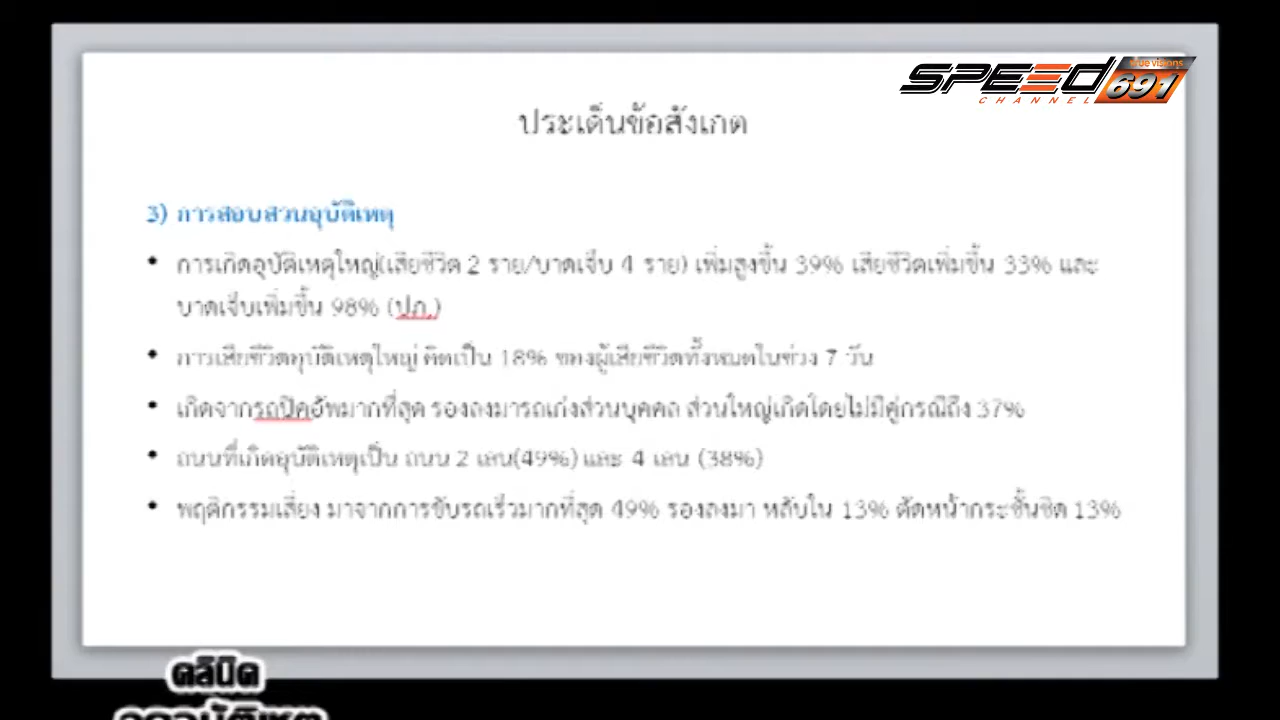 SPEED
true visions
691
CHANNEL
ประเด็นข้อสังเกต
3) การสอบสวนอุบัติเหตุ
• การเกิดอุบัติเหตุใหญ่(เสียชีวิต 2 ราย/บาดเจ็บ 4 ราย) เพิ่มสูงขึ้น 39% เสียชีวิตเพิ่มขึ้น 33% และ
บาดเจ็บเพิ่มขึ้น 98% (ปภ.)
• การเสียชีวิตอุบัติเหตุใหญ่ คิดเป็น 18% ของผู้เสียชีวิตทั้งหมดในช่วง 7 วัน
• เกิดจากรถปิคอัพมากที่สุด รองลงมารถเก๋งส่วนบุคคล ส่วนใหญ่เกิดโดยไม่มีคู่กรณีถึง 37%
• ถนนที่เกิดอุบัติเหตุเป็น ถนน 2 เลน(49%) และ 4 เลน (38%)
• พฤติกรรมเสี่ยง มาจากการขับรถเร็วมากที่สุด 49% รองลงมา หลับใน 13% ตัดหน้ากระชั้นชิด 13%
คลินิค